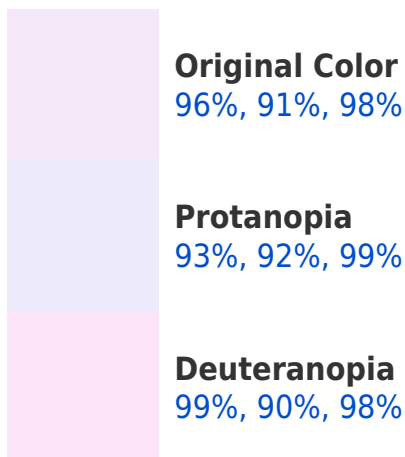 Original Color
96%, 91%, 98%
Protanopia
93%, 92%, 99%
Deuteranopia
99%, 90%, 98%